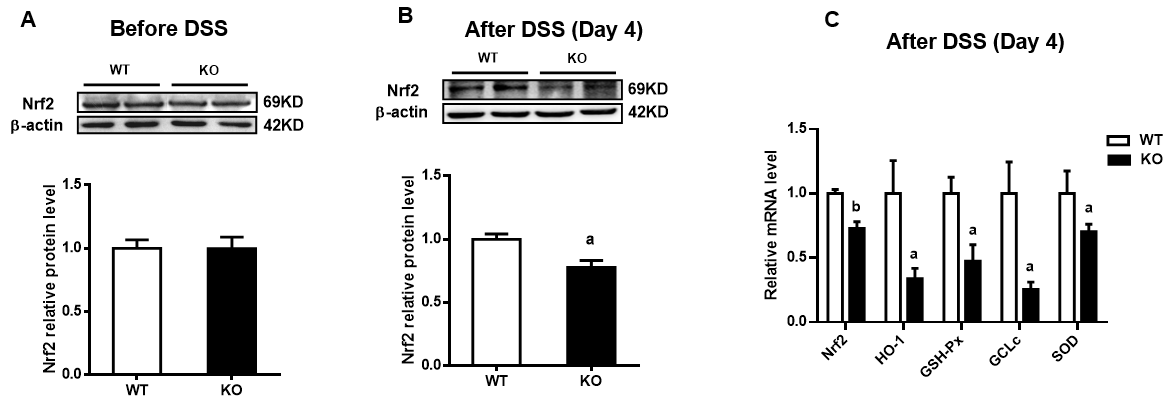 A
Before DSS
WT KO
Nrf2 69KD
β-actin 42KD
Nrf2 relative protein level
1.5
1.0
0.5
0.0
WT KO
B
After DSS (Day 4)
WT KO
Nrf2 69KD
β-actin 42KD
Nrf2 relative protein level
1.5
1.0
0.5
0.0
a
WT KO
C
After DSS (Day 4)
WT
KO
Relative mRNA level
1.5
1.0
0.5
0.0
b a a a a
Nrf2 HO-1 GSH-Px GCLc SOD